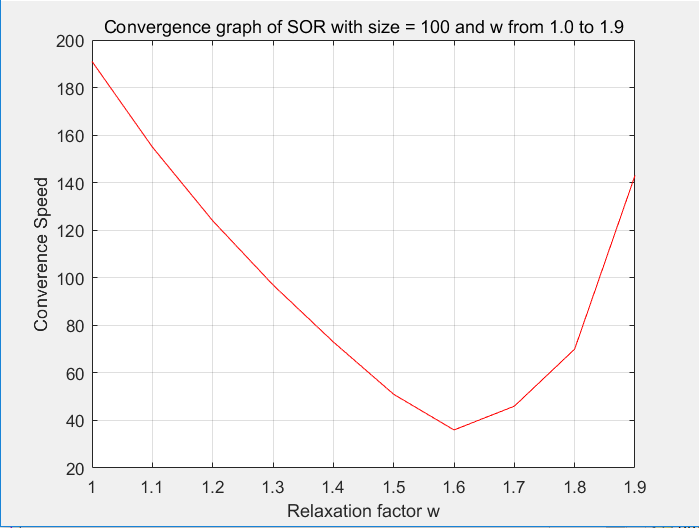 Convergence graph of SOR with size = 100 and w from 1.0 to 1.9
200
180
160
140
120
100
80
60
40
20
Converence Speed
1 1.1 1.2 1.3 1.4 1.5 1.6 1.7 1.8 1.9
Relaxation factor w